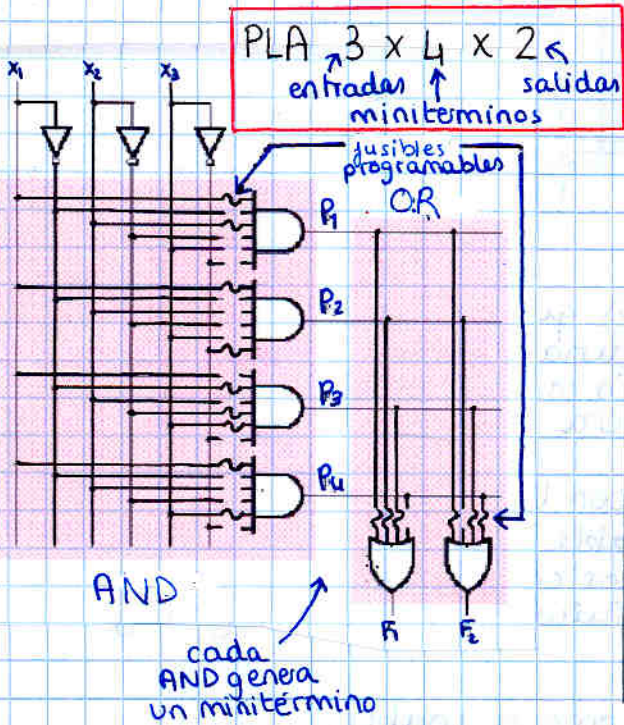 PLA 3 x 4 x 2
entradas
salidas
miniterminos
x1 x2 x3
fusibles
programables
OR
P1
P2
P3
P4
AND
F1 F2
cada
AND genera
un minitérmino